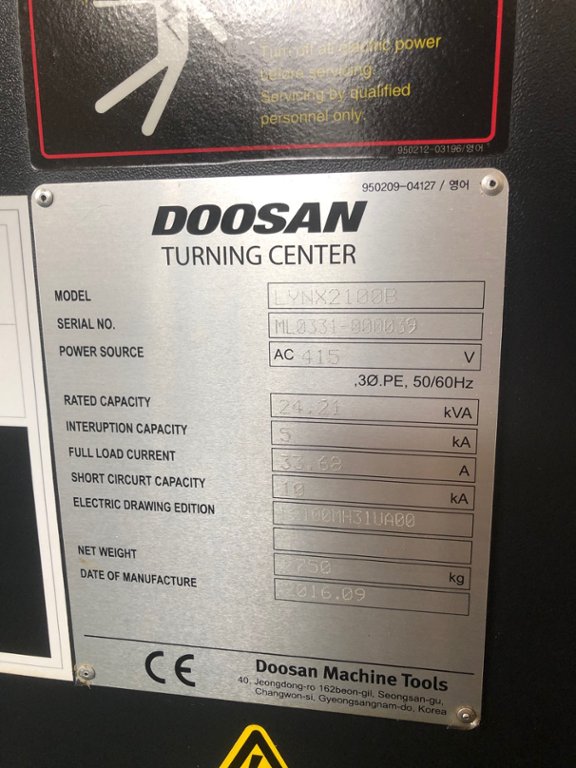 Turn off all electric power
before servicing.
Servicing by qualified
personnel only.
950212-03196/영어
950209-04127 / 영어
DOOSAN
TURNING CENTER
MODEL LYNX2100B
SERIAL NO. ML0331-000039
POWER SOURCE AC 415 V
,3Ø.PE, 50/60Hz
RATED CAPACITY 24.21 kVA
INTERUPTION CAPACITY 5 kA
FULL LOAD CURRENT 33.68 A
SHORT CIRCURT CAPACITY 10 kA
ELECTRIC DRAWING EDITION
NET WEIGHT 2750 kg
DATE OF MANUFACTURE 2016.09
CE
Doosan Machine Tools
40, Jeongdong-ro 162beon-gil, Seongsan-gu,
Changwon-si, Gyeongsangnam-do, Korea